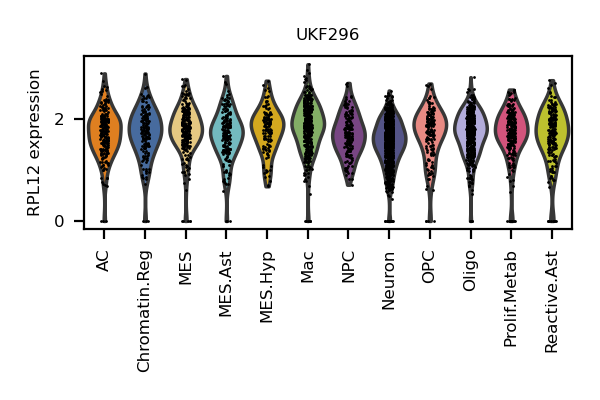 UKF296
RPL12 expression
2
0
AC
Chromatin.Reg
MES
MES.Ast
MES.Hyp
Mac
NPC
Neuron
OPC
Oligo
Prolif.Metab
Reactive.Ast